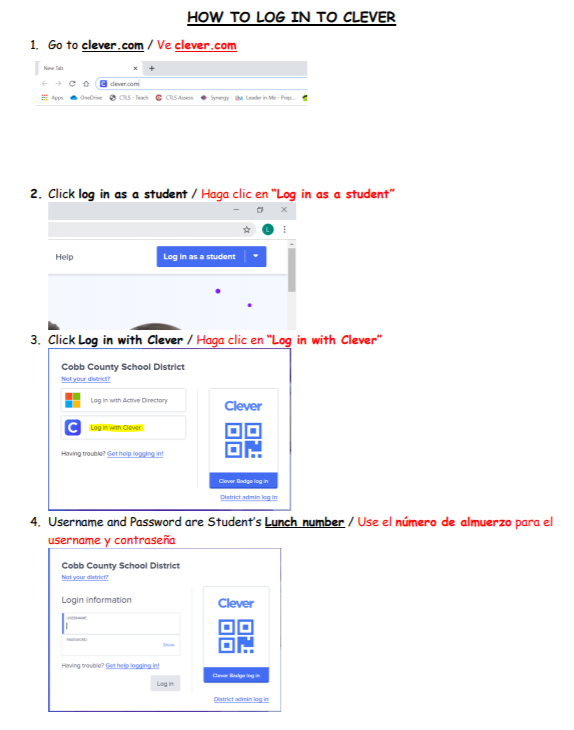 HOW TO LOG IN TO CLEVER
1. Go to clever.com / Ve clever.com
New Tab
clever.com
Apps OneDrive CTLS - Teach CTLS Assess Synergy Leader in Me - Prep...
2. Click log in as a student / Haga clic en “Log in as a student”
L
Help Log in as a student
3. Click Log in with Clever / Haga clic en “Log in with Clever”
Cobb County School District
Not your district?
Log in with Active Directory
C Log in with Clever
Having trouble? Get help logging in!
Clever
Clever Badge log in
District admin log in
4. Username and Password are Student’s Lunch number / Use el número de almuerzo para el
username y contraseña
Cobb County School District
Not your district?
Login information
USERNAME
PASSWORD
Show
Having trouble? Get help logging in!
Log in
Clever
Clever Badge log in
District admin log in